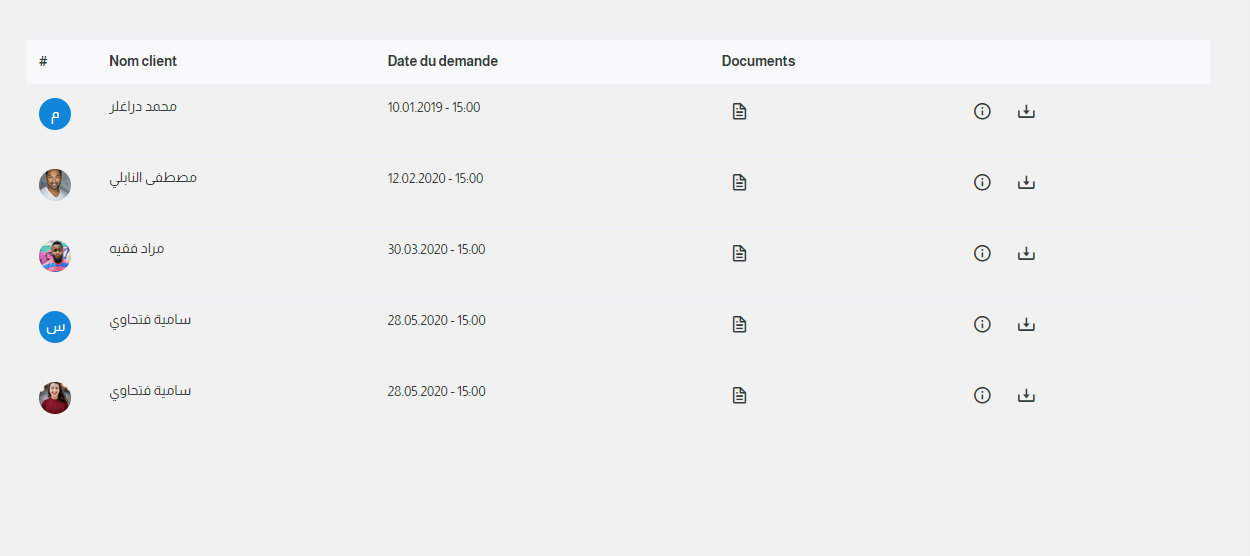 # Nom client Date du demande Documents
م محمد دراغلر 10.01.2019 - 15:00
مصطفى النابلي 12.02.2020 - 15:00
مراد فقيه 30.03.2020 - 15:00
س سامية فتحاوي 28.05.2020 - 15:00
سامية فتحاوي 28.05.2020 - 15:00